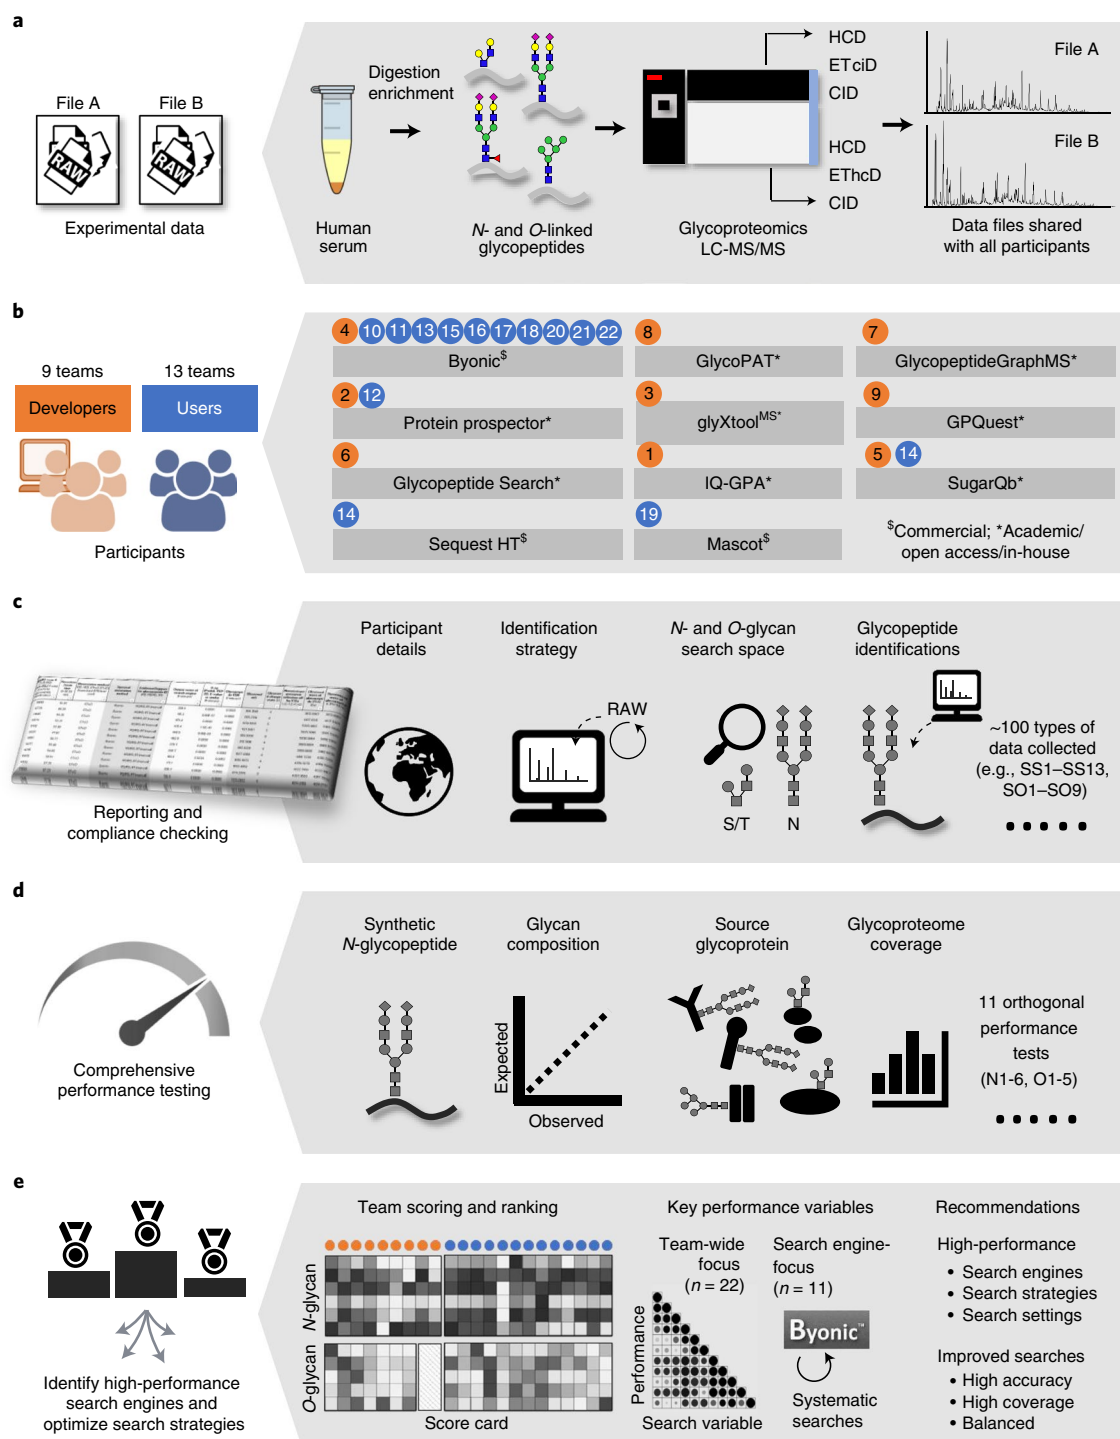 a
File A
File B
RAW
RAW
Experimental data
Digestion
enrichment
Human
serum
N- and O-linked
glycopeptides
Glycoproteomics
LC-MS/MS
HCD
ETciD
CID
HCD
EThcD
CID
File A
File B
Data files shared
with all participants
b
9 teams
13 teams
Developers
Users
Participants
4 10 11 13 15 16 17 18 20 21 22
Byonic$
8
GlycoPAT*
7
GlycopeptideGraphMS*
2 12
Protein prospector*
3
glyXtoolMS*
9
GPQuest*
6
Glycopeptide Search*
1
IQ-GPA*
5 14
SugarQb*
14
Sequest HT$
19
Mascot$
$Commercial; *Academic/
open access/in-house
c
Reporting and
compliance checking
Participant
details
Identification
strategy
RAW
N- and O-glycan
search space
S/T
N
Glycopeptide
identifications
~100 types of
data collected
(e.g., SS1–SS13,
SO1–SO9)
d
Comprehensive
performance testing
Synthetic
N-glycopeptide
Glycan
composition
Expected
Observed
Source
glycoprotein
Glycoproteome
coverage
11 orthogonal
performance
tests
(N1-6, O1-5)
e
Identify high-performance
search engines and
optimize search strategies
Team scoring and ranking
N-glycan
O-glycan
Score card
Key performance variables
Team-wide
focus
(n = 22)
Performance
Search variable
Search engine-
focus
(n = 11)
Byonic™
Systematic
searches
Recommendations
High-performance
• Search engines
• Search strategies
• Search settings
Improved searches
• High accuracy
• High coverage
• Balanced